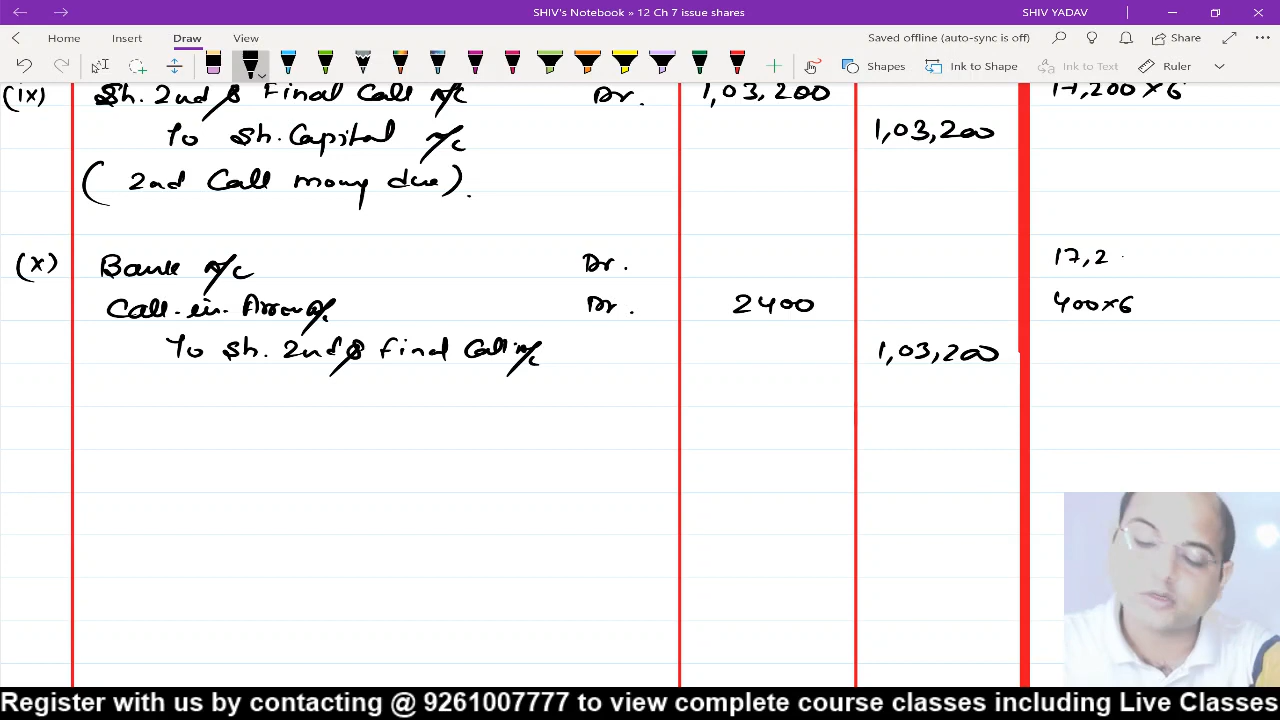 SHIV's Notebook » 12 Ch 7 issue shares
SHIV YADAV
Home Insert Draw View
Saved offline (auto-sync is off)
Share
Shapes
Ink to Shape
Ink to Text
Ruler
(IX) Sh. 2nd & Final Call A/c Dr. 1,03,200 17,200×6
To Sh. Capital A/c 1,03,200
( 2nd Call mony due).
(X) Bank A/c Dr. 17,2
Call-in-Arrear A/c Dr. 2400 400×6
To Sh. 2nd & Final Call A/c 1,03,200
Register with us by contacting @ 9261007777 to view complete course classes including Live Classes